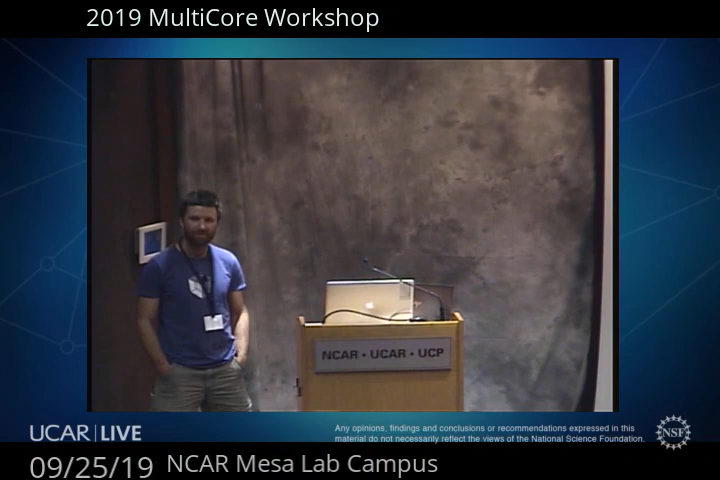 2019 MultiCore Workshop
NCAR • UCAR • UCP
UCAR | LIVE
Any opinions, findings and conclusions or recommendations expressed in this
material do not necessarily reflect the views of the National Science Foundation.
NSF
09/25/19 NCAR Mesa Lab Campus